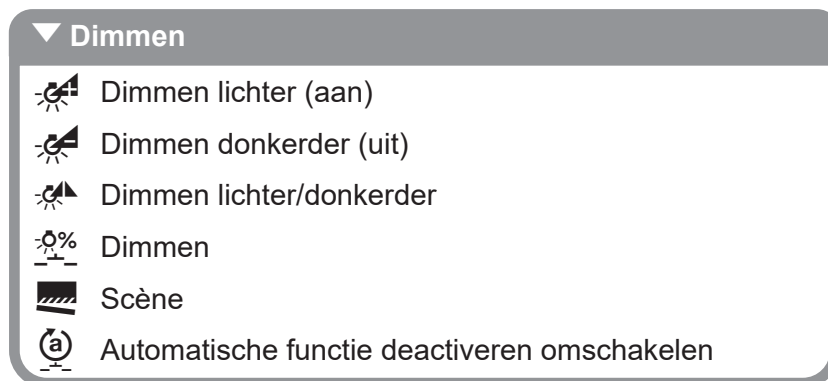 Dimmen
Dimmen lichter (aan)
Dimmen donkerder (uit)
Dimmen lichter/donkerder
% Dimmen
Scène
a Automatische functie deactiveren omschakelen